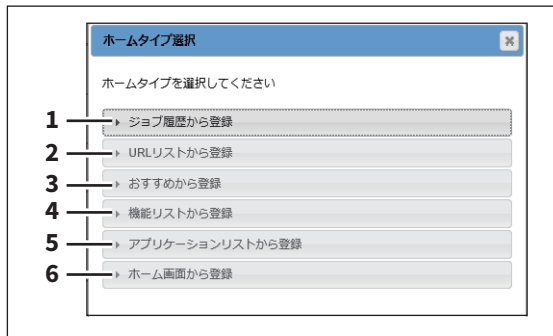 ホームタイプ選択
ホームタイプを選択してください
1 ジョブ履歴から登録
2 URLリストから登録
3 おすすめから登録
4 機能リストから登録
5 アプリケーションリストから登録
6 ホーム画面から登録